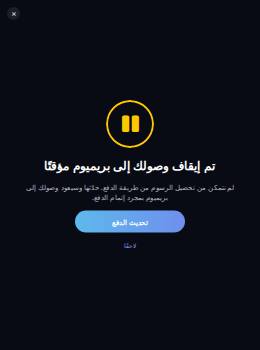 تم إيقاف وصولك إلى بريميوم مؤقتًا
لم نتمكن من تحصيل الرسوم من طريقة الدفع. حدّثها وسيعود وصولك إلى
بريميوم بمجرد إتمام الدفع.
تحديث الدفع
لاحقًا